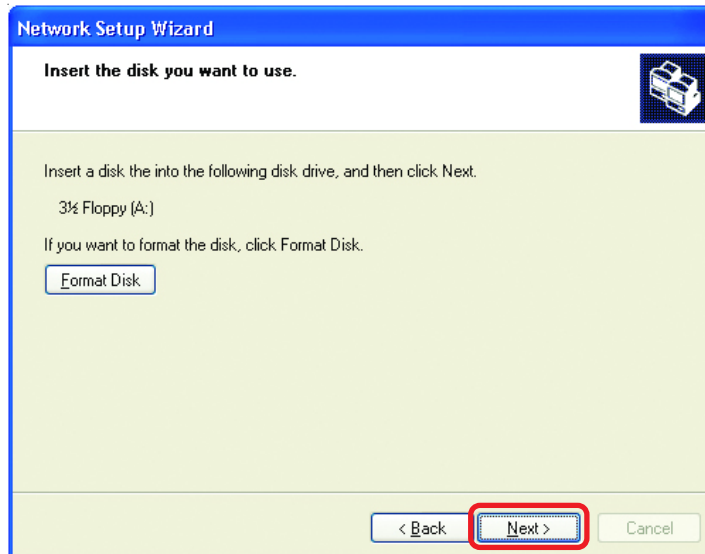 Network Setup Wizard
Insert the disk you want to use.
Insert a disk the into the following disk drive, and then click Next.
3½ Floppy (A:)
If you want to format the disk, click Format Disk.
Format Disk
< Back Next > Cancel